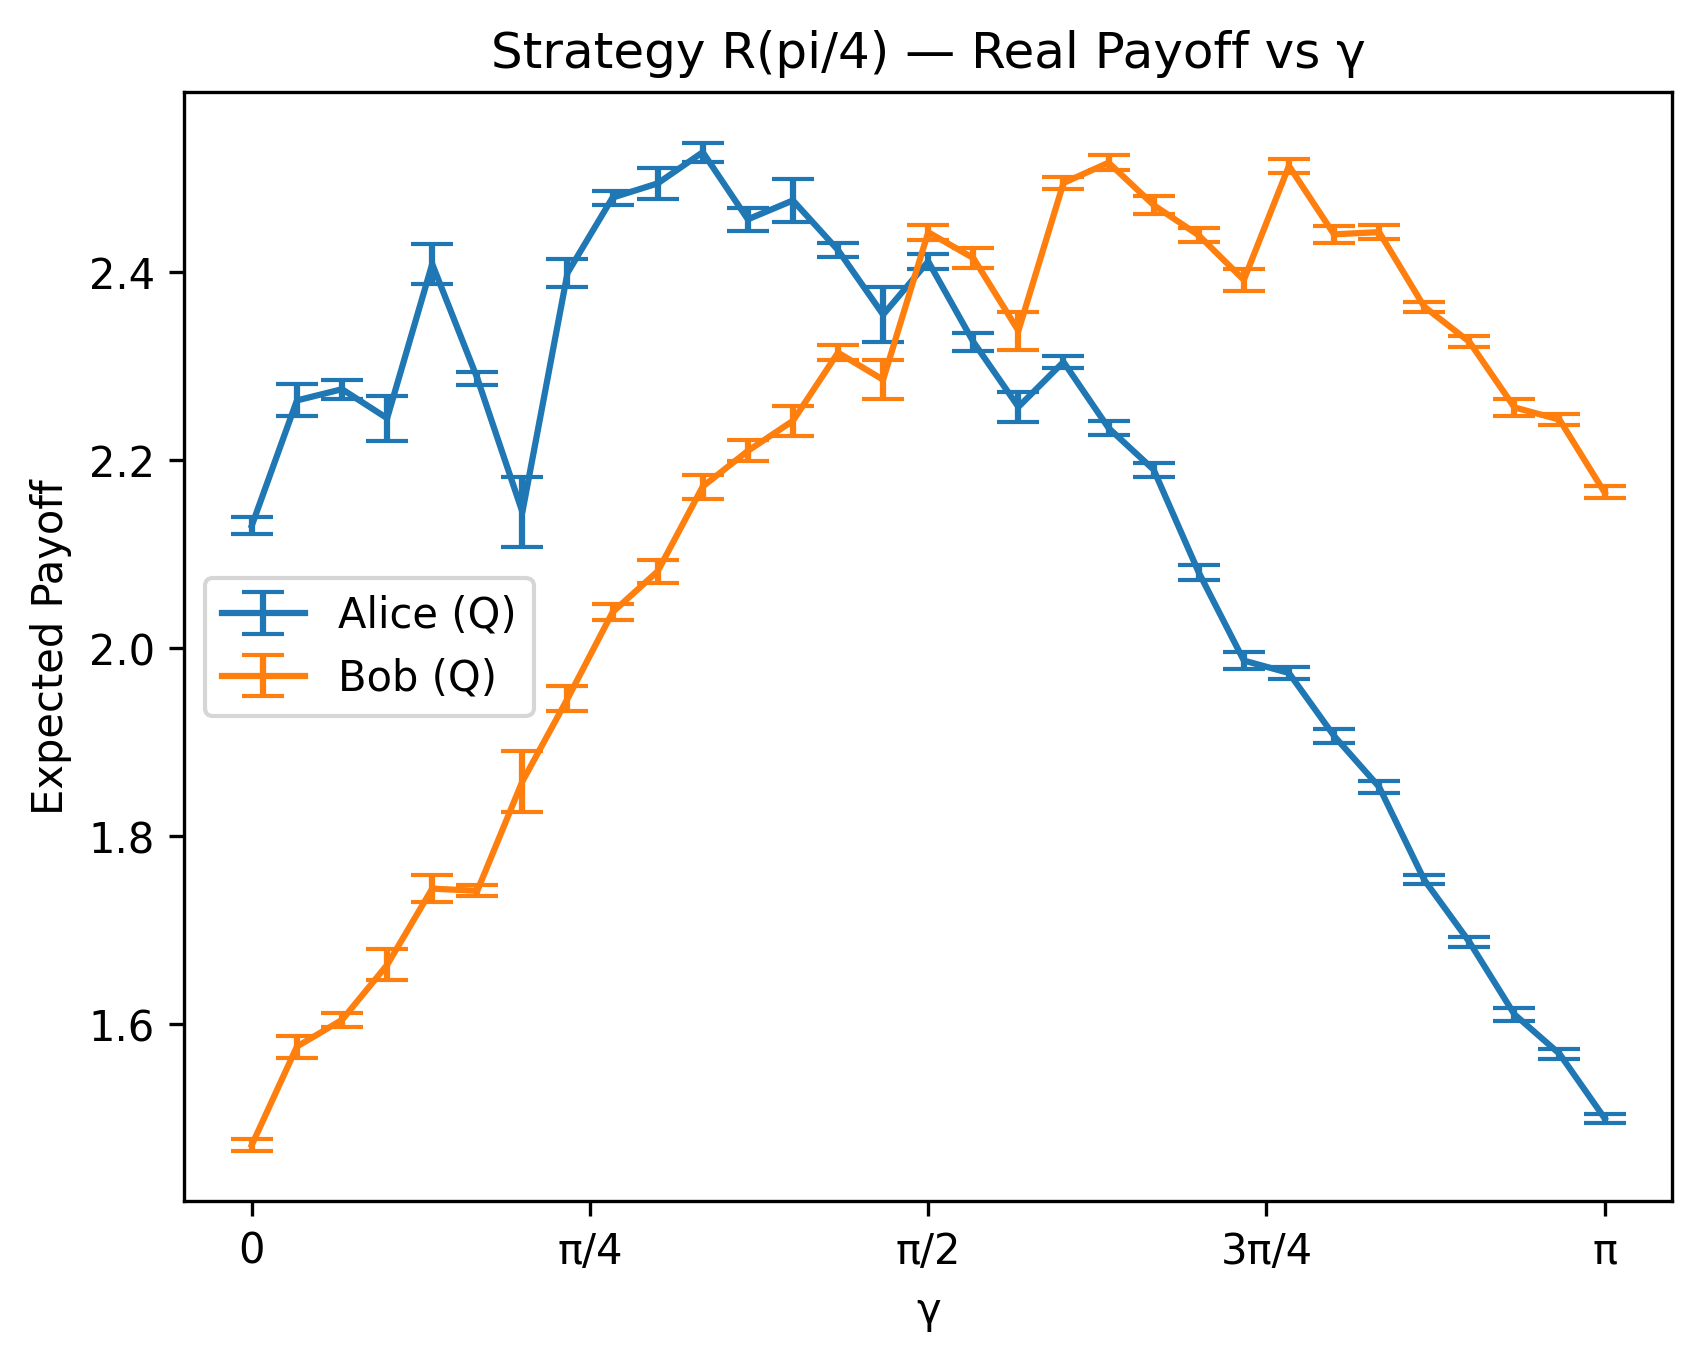 Strategy R(pi/4) — Real Payoff vs γ
Expected Payoff
2.4
2.2
2.0
1.8
1.6
Alice (Q)
Bob (Q)
0
π/4
π/2
3π/4
π
γ